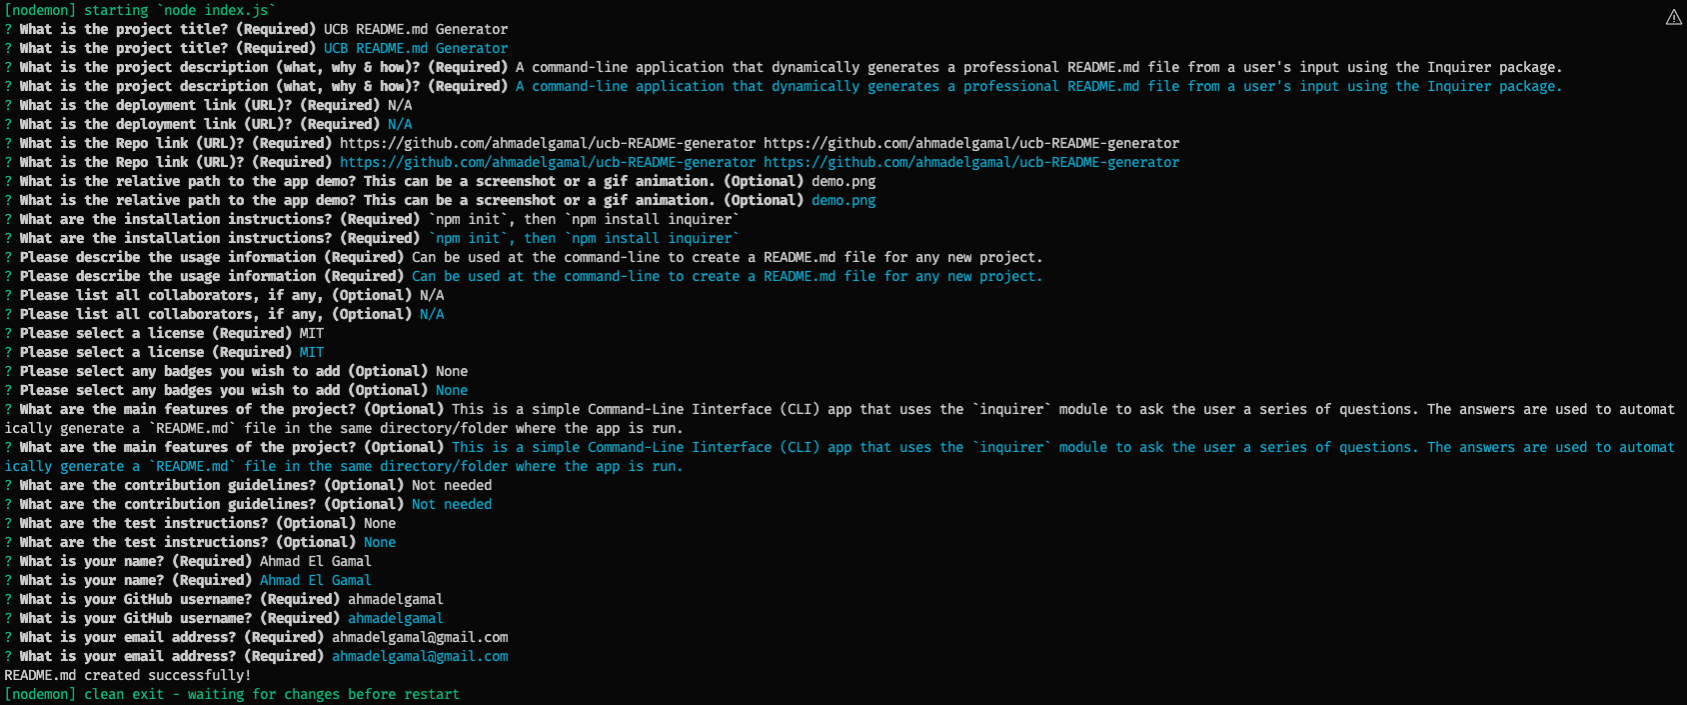 [nodemon] starting `node index.js`
? What is the project title? (Required) UCB README.md Generator
? What is the project title? (Required) UCB README.md Generator
? What is the project description (what, why & how)? (Required) A command-line application that dynamically generates a professional README.md file from a user's input using the Inquirer package.
? What is the project description (what, why & how)? (Required) A command-line application that dynamically generates a professional README.md file from a user's input using the Inquirer package.
? What is the deployment link (URL)? (Required) N/A
? What is the deployment link (URL)? (Required) N/A
? What is the Repo link (URL)? (Required) https://github.com/ahmadelgamal/ucb-README-generator https://github.com/ahmadelgamal/ucb-README-generator
? What is the Repo link (URL)? (Required) https://github.com/ahmadelgamal/ucb-README-generator https://github.com/ahmadelgamal/ucb-README-generator
? What is the relative path to the app demo? This can be a screenshot or a gif animation. (Optional) demo.png
? What is the relative path to the app demo? This can be a screenshot or a gif animation. (Optional) demo.png
? What are the installation instructions? (Required) `npm init`, then `npm install inquirer`
? What are the installation instructions? (Required) `npm init`, then `npm install inquirer`
? Please describe the usage information (Required) Can be used at the command-line to create a README.md file for any new project.
? Please describe the usage information (Required) Can be used at the command-line to create a README.md file for any new project.
? Please list all collaborators, if any, (Optional) N/A
? Please list all collaborators, if any, (Optional) N/A
? Please select a license (Required) MIT
? Please select a license (Required) MIT
? Please select any badges you wish to add (Optional) None
? Please select any badges you wish to add (Optional) None
? What are the main features of the project? (Optional) This is a simple Command-Line Iinterface (CLI) app that uses the `inquirer` module to ask the user a series of questions. The answers are used to automat
ically generate a `README.md` file in the same directory/folder where the app is run.
? What are the main features of the project? (Optional) This is a simple Command-Line Iinterface (CLI) app that uses the `inquirer` module to ask the user a series of questions. The answers are used to automat
ically generate a `README.md` file in the same directory/folder where the app is run.
? What are the contribution guidelines? (Optional) Not needed
? What are the contribution guidelines? (Optional) Not needed
? What are the test instructions? (Optional) None
? What are the test instructions? (Optional) None
? What is your name? (Required) Ahmad El Gamal
? What is your name? (Required) Ahmad El Gamal
? What is your GitHub username? (Required) ahmadelgamal
? What is your GitHub username? (Required) ahmadelgamal
? What is your email address? (Required) ahmadelgamal@gmail.com
? What is your email address? (Required) ahmadelgamal@gmail.com
README.md created successfully!
[nodemon] clean exit - waiting for changes before restart